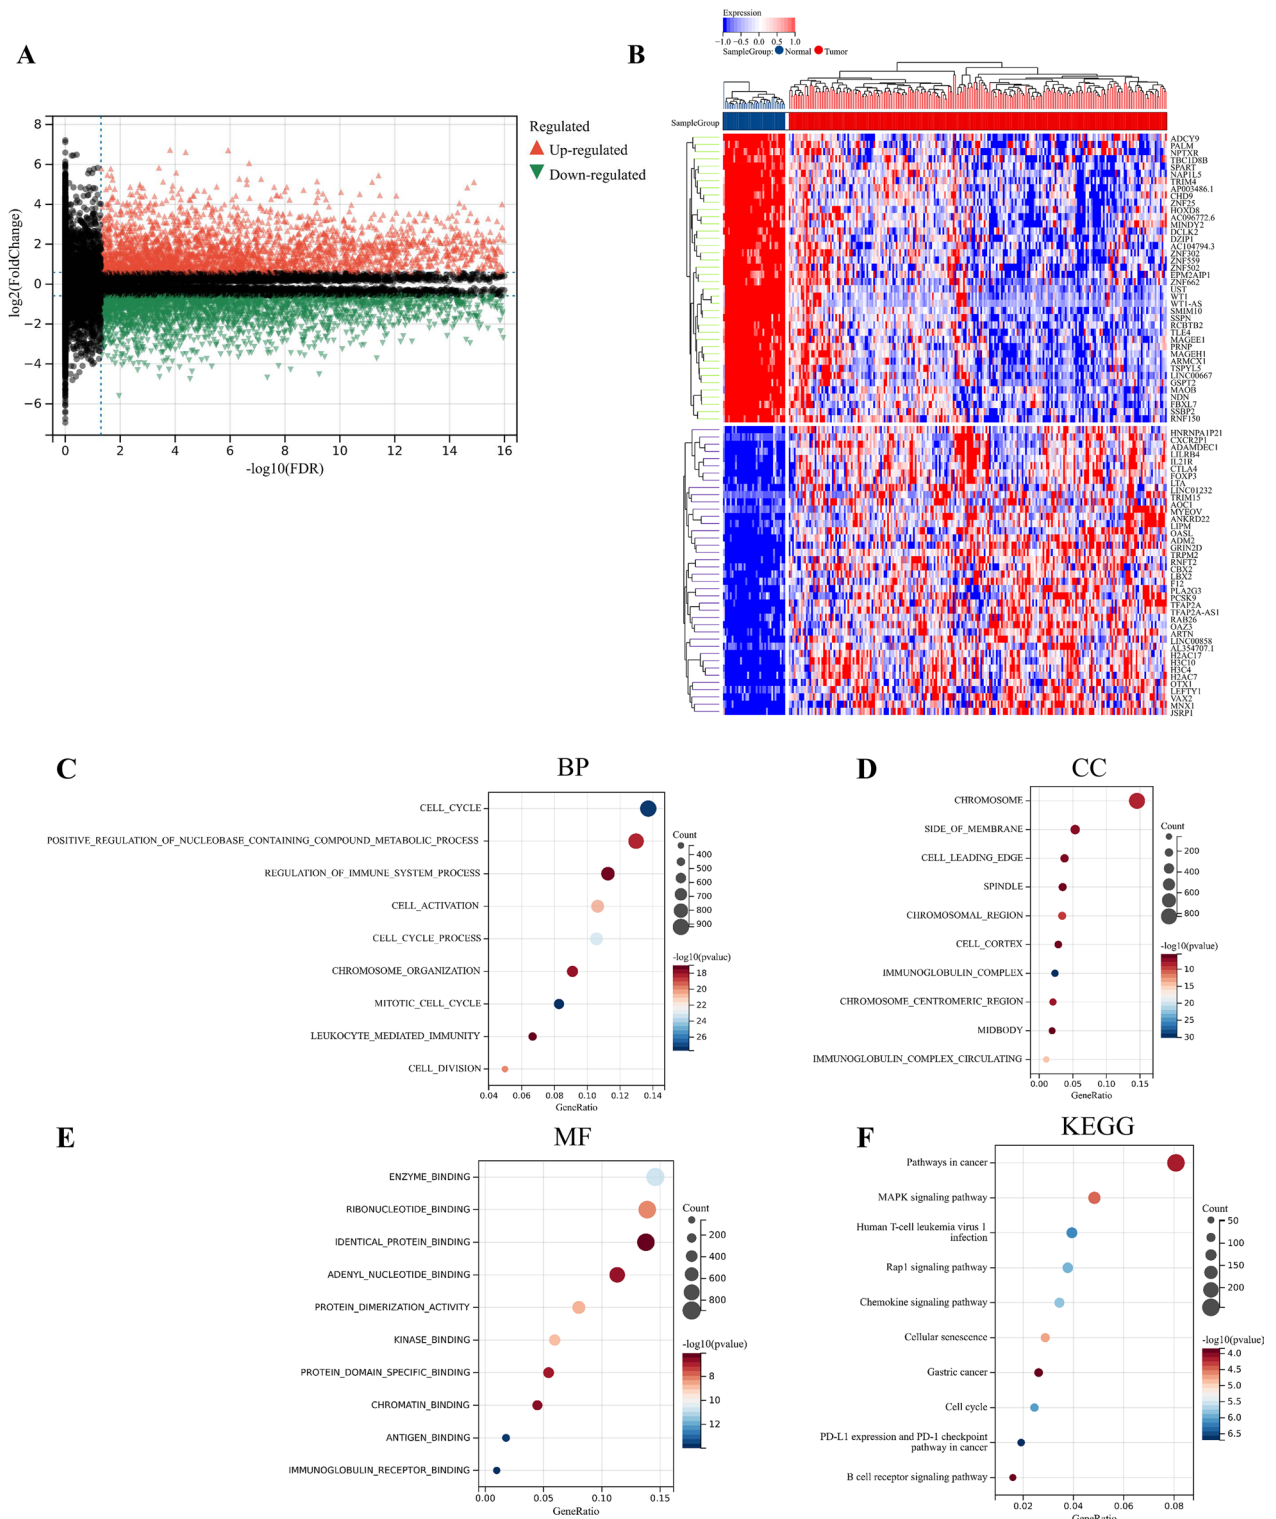 A
8
6
4
2
0
−2
−4
−6
0
2
4
6
8
10
12
14
16
log2(FoldChange)
-log10(FDR)
Regulated
Up-regulated
Down-regulated
B
Expression
−1.0
−0.5
0.0
0.5
1.0
SampleGroup:
Normal
Tumor
SampleGroup
ADCY9
PALM
NPTXR
TBC1D8B
SPART
NAP1L5
TRIM4
AP003486.1
CHD9
ZNF25
HOXD8
AC096772.6
MINDY2
DCLK2
DZIP1
AC104794.3
ZNF302
ZNF559
ZNF502
EPM2AIP1
ZNF662
UST
WT1
WT1-AS
SMIM10
SSPN
RCBTB2
TLE4
MAGEE1
PRNP
MAGEH1
ARMCX1
TSPYL5
LINC00667
GSPT2
MAOB
NDN
FBXL7
SSBP2
RNF150
HNRNPA1P21
CXCR2P1
ADAMDEC1
LILRB4
IL21R
CTLA4
FOXP3
LTA
LINC01232
TRIM15
AOC1
MYEOV
ANKRD22
LIPM
OASL
ADM2
GRIN2D
TRPM2
RNFT2
CBX2
LBX2
F12
PLA2G3
PCSK9
TFAP2A
TFAP2A-AS1
RAB26
OAZ3
ARTN
LINC00858
AL354707.1
H2AC17
H3C10
H3C4
H2AC7
OTX1
LEFTY1
VAX2
MNX1
JSRP1
C
BP
CELL_CYCLE
POSITIVE_REGULATION_OF_NUCLEOBASE_CONTAINING_COMPOUND_METABOLIC_PROCESS
REGULATION_OF_IMMUNE_SYSTEM_PROCESS
CELL_ACTIVATION
CELL_CYCLE_PROCESS
CHROMOSOME_ORGANIZATION
MITOTIC_CELL_CYCLE
LEUKOCYTE_MEDIATED_IMMUNITY
CELL_DIVISION
0.04
0.06
0.08
0.10
0.12
0.14
GeneRatio
Count
400
500
600
700
800
900
-log10(pvalue)
18
20
22
24
26
D
CC
CHROMOSOME
SIDE_OF_MEMBRANE
CELL_LEADING_EDGE
SPINDLE
CHROMOSOMAL_REGION
CELL_CORTEX
IMMUNOGLOBULIN_COMPLEX
CHROMOSOME_CENTROMERIC_REGION
MIDBODY
IMMUNOGLOBULIN_COMPLEX_CIRCULATING
0.00
0.05
0.10
0.15
GeneRatio
Count
200
400
600
800
-log10(pvalue)
10
15
20
25
30
E
MF
ENZYME_BINDING
RIBONUCLEOTIDE_BINDING
IDENTICAL_PROTEIN_BINDING
ADENYL_NUCLEOTIDE_BINDING
PROTEIN_DIMERIZATION_ACTIVITY
KINASE_BINDING
PROTEIN_DOMAIN_SPECIFIC_BINDING
CHROMATIN_BINDING
ANTIGEN_BINDING
IMMUNOGLOBULIN_RECEPTOR_BINDING
0.00
0.05
0.10
0.15
GeneRatio
Count
200
400
600
800
-log10(pvalue)
8
10
12
F
KEGG
Pathways in cancer
MAPK signaling pathway
Human T-cell leukemia virus 1
infection
Rap1 signaling pathway
Chemokine signaling pathway
Cellular senescence
Gastric cancer
Cell cycle
PD-L1 expression and PD-1 checkpoint
pathway in cancer
B cell receptor signaling pathway
0.02
0.04
0.06
0.08
GeneRatio
Count
50
100
150
200
-log10(pvalue)
4.0
4.5
5.0
5.5
6.0
6.5